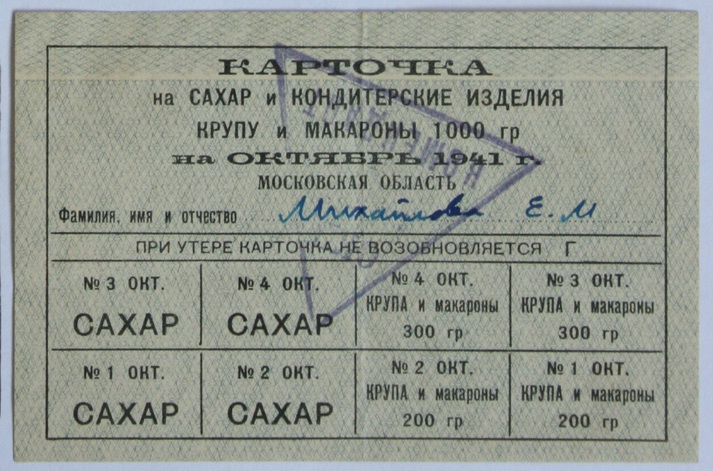 КАРТОЧКА
на САХАР и КОНДИТЕРСКИЕ ИЗДЕЛИЯ
КРУПУ и МАКАРОНЫ 1000 гр
на ОКТЯБРЬ 1941 г.
МОСКОВСКАЯ ОБЛАСТЬ
Фамилия, имя и отчество Михайлова Е. М
ПРИ УТЕРЕ КАРТОЧКА НЕ ВОЗОБНОВЛЯЕТСЯ Г
№ 3 ОКТ. № 4 ОКТ. № 4 ОКТ. № 3 ОКТ.
САХАР САХАР КРУПА и макароны КРУПА и макароны
300 гр 300 гр
№ 1 ОКТ. № 2 ОКТ. № 2 ОКТ. № 1 ОКТ.
САХАР САХАР КРУПА и макароны КРУПА и макароны
200 гр 200 гр